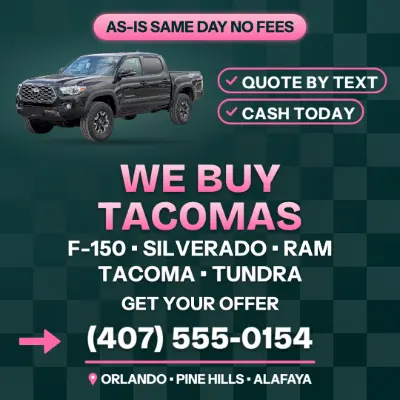 AS-IS SAME DAY NO FEES
QUOTE BY TEXT
CASH TODAY
WE BUY
TACOMAS
F-150 ▪ SILVERADO ▪ RAM
TACOMA ▪ TUNDRA
GET YOUR OFFER
(407) 555-0154
ORLANDO ▪ PINE HILLS ▪ ALAFAYA